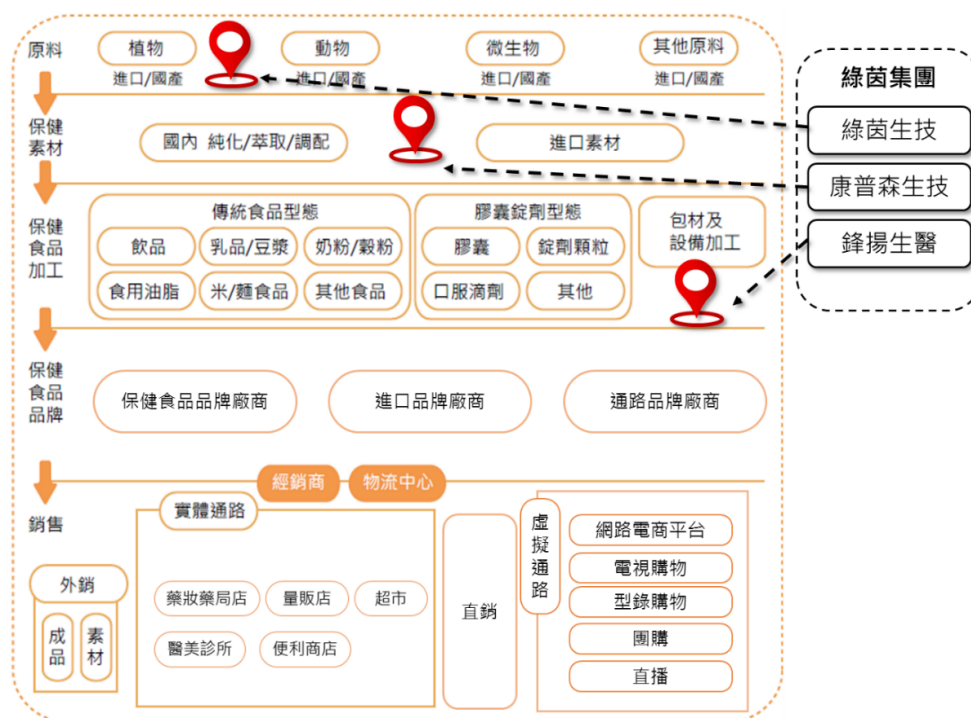 原料
植物
動物
微生物
其他原料
進口/國產
進口/國產
進口/國產
進口/國產
保健
素材
國內 純化/萃取/調配
進口素材
保健
食品
加工
傳統食品型態
飲品
乳品/豆漿
奶粉/穀粉
食用油脂
米/麵食品
其他食品
膠囊錠劑型態
膠囊
錠劑顆粒
口服滴劑
其他
包材及
設備加工
保健
食品
品牌
保健食品品牌廠商
進口品牌廠商
通路品牌廠商
經銷商
物流中心
銷售
外銷
成品
素材
實體通路
藥妝藥局店
量販店
超市
醫美診所
便利商店
直銷
虛擬通路
網路電商平台
電視購物
型錄購物
團購
直播
綠茵集團
綠茵生技
康普森生技
鋒揚生醫